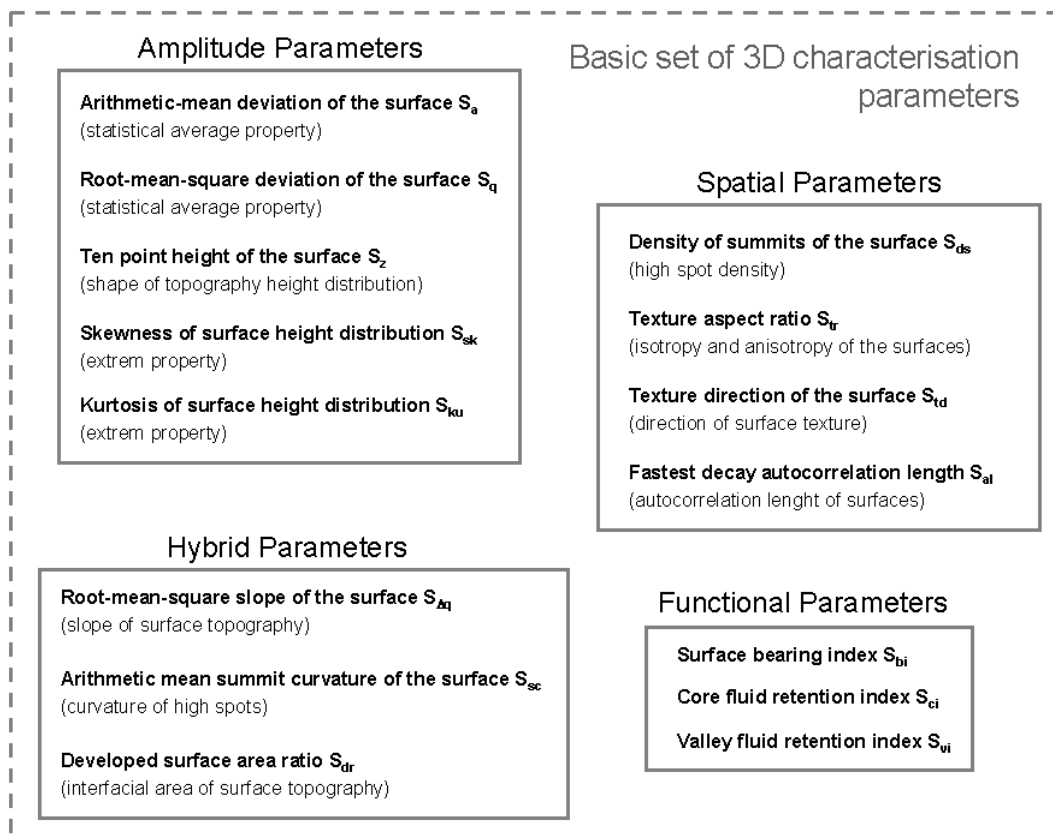 Basic set of 3D characterisation
parameters
Amplitude Parameters
Arithmetic-mean deviation of the surface Sa
(statistical average property)
Root-mean-square deviation of the surface Sq
(statistical average property)
Ten point height of the surface Sz
(shape of topography height distribution)
Skewness of surface height distribution Ssk
(extrem property)
Kurtosis of surface height distribution Sku
(extrem property)
Spatial Parameters
Density of summits of the surface Sds
(high spot density)
Texture aspect ratio Str
(isotropy and anisotropy of the surfaces)
Texture direction of the surface Std
(direction of surface texture)
Fastest decay autocorrelation length Sal
(autocorrelation lenght of surfaces)
Hybrid Parameters
Root-mean-square slope of the surface SΔq
(slope of surface topography)
Arithmetic mean summit curvature of the surface Ssc
(curvature of high spots)
Developed surface area ratio Sdr
(interfacial area of surface topography)
Functional Parameters
Surface bearing index Sbi
Core fluid retention index Sci
Valley fluid retention index Svi